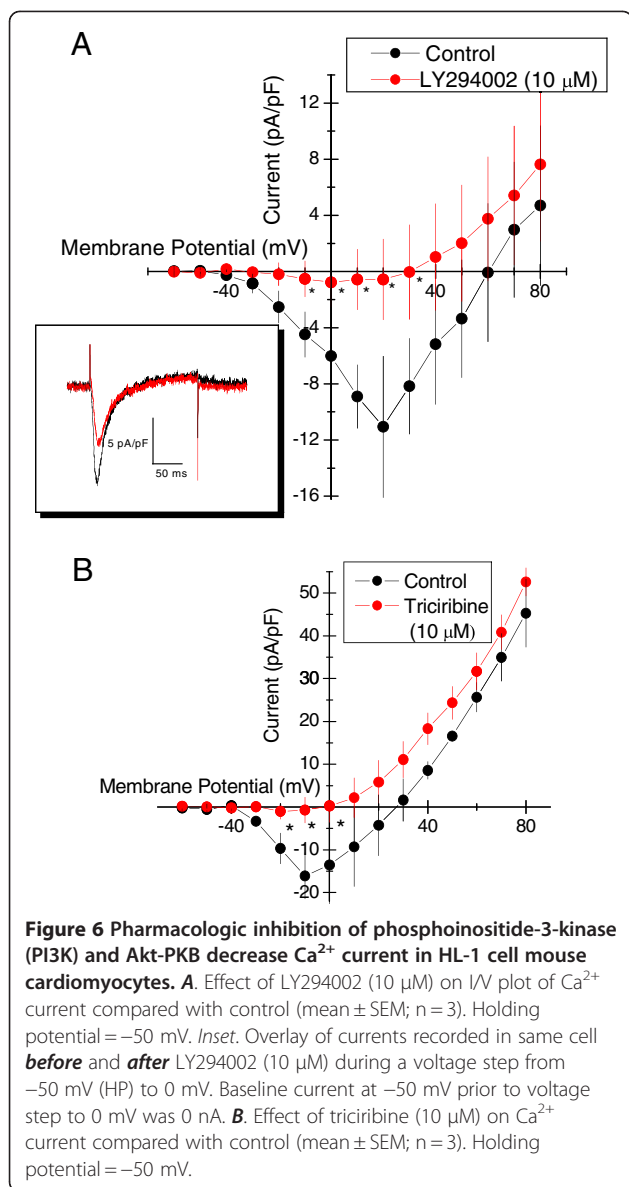 A
Control
LY294002 (10 µM)
Current (pA/pF)
12
8
4
Membrane Potential (mV)
-40
40
80
* * * * *
-4
-8
-12
-16
5 pA/pF
50 ms
B
Control
Triciribine
(10 µM)
Current (pA/pF)
50
40
30
20
10
Membrane Potential (mV)
-40
40
80
* * *
-10
-20
Figure 6 Pharmacologic inhibition of phosphoinositide-3-kinase
(PI3K) and Akt-PKB decrease Ca²⁺ current in HL-1 cell mouse
cardiomyocytes. A. Effect of LY294002 (10 µM) on I/V plot of Ca²⁺
current compared with control (mean ± SEM; n = 3). Holding
potential = −50 mV. Inset. Overlay of currents recorded in same cell
before and after LY294002 (10 µM) during a voltage step from
−50 mV (HP) to 0 mV. Baseline current at −50 mV prior to voltage
step to 0 mV was 0 nA. B. Effect of triciribine (10 µM) on Ca²⁺
current compared with control (mean ± SEM; n = 3). Holding
potential = −50 mV.